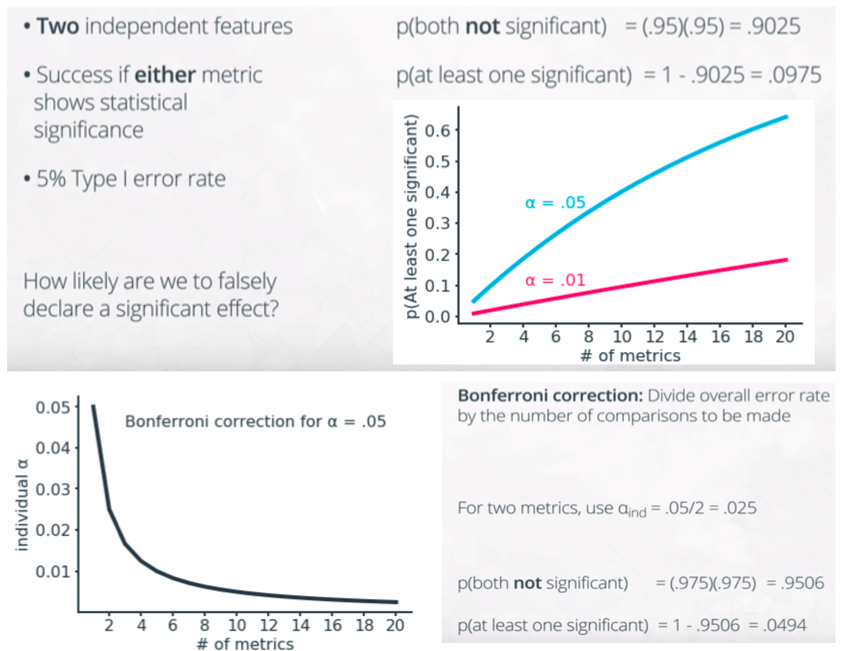 • Two independent features
• Success if either metric
shows statistical
significance
• 5% Type I error rate
How likely are we to falsely
declare a significant effect?
p(both not significant) = (.95)(.95) = .9025
p(at least one significant) = 1 - .9025 = .0975
p(At least one significant)
0.6
0.5
0.4
0.3
0.2
0.1
0.0
α = .05
α = .01
2 4 6 8 10 12 14 16 18 20
# of metrics
Bonferroni correction for α = .05
individual α
0.05
0.04
0.03
0.02
0.01
2 4 6 8 10 12 14 16 18 20
# of metrics
Bonferroni correction: Divide overall error rate
by the number of comparisons to be made
For two metrics, use αind = .05/2 = .025
p(both not significant) = (.975)(.975) = .9506
p(at least one significant) = 1 - .9506 = .0494